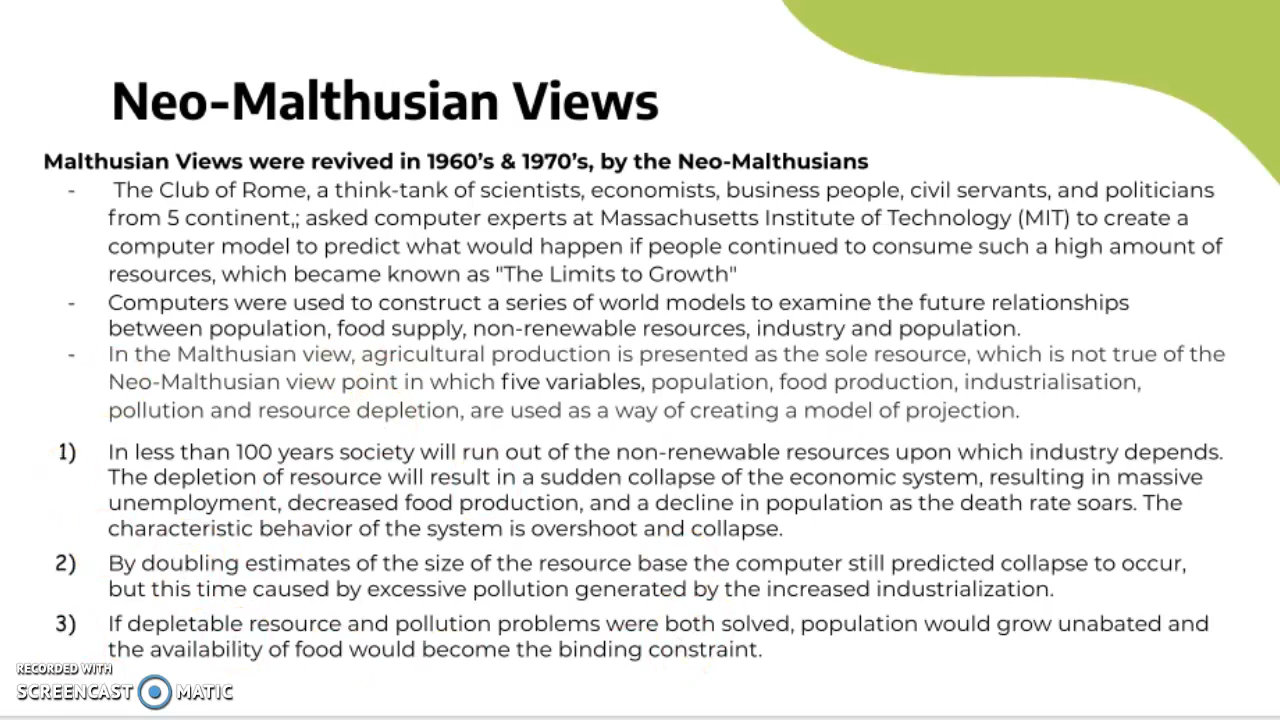 Neo-Malthusian Views
Malthusian Views were revived in 1960's & 1970's, by the Neo-Malthusians
- The Club of Rome, a think-tank of scientists, economists, business people, civil servants, and politicians
from 5 continent,; asked computer experts at Massachusetts Institute of Technology (MIT) to create a
computer model to predict what would happen if people continued to consume such a high amount of
resources, which became known as "The Limits to Growth"
- Computers were used to construct a series of world models to examine the future relationships
between population, food supply, non-renewable resources, industry and population.
- In the Malthusian view, agricultural production is presented as the sole resource, which is not true of the
Neo-Malthusian view point in which five variables, population, food production, industrialisation,
pollution and resource depletion, are used as a way of creating a model of projection.
1) In less than 100 years society will run out of the non-renewable resources upon which industry depends.
The depletion of resource will result in a sudden collapse of the economic system, resulting in massive
unemployment, decreased food production, and a decline in population as the death rate soars. The
characteristic behavior of the system is overshoot and collapse.
2) By doubling estimates of the size of the resource base the computer still predicted collapse to occur,
but this time caused by excessive pollution generated by the increased industrialization.
3) If depletable resource and pollution problems were both solved, population would grow unabated and
the availability of food would become the binding constraint.
RECORDED WITH
SCREENCAST MATIC